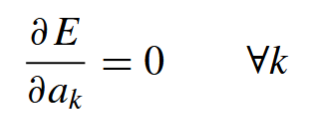 ∂E/∂a_k = 0 ∀k